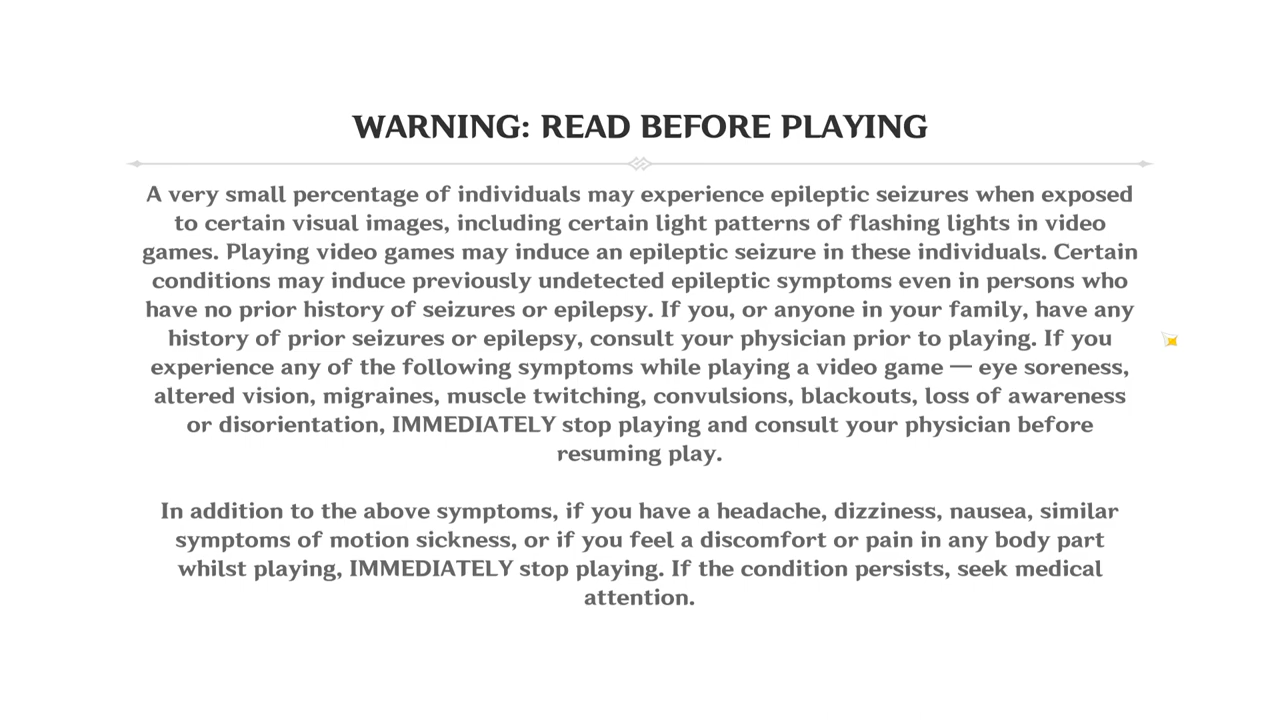 WARNING: READ BEFORE PLAYING
A very small percentage of individuals may experience epileptic seizures when exposed
to certain visual images, including certain light patterns of flashing lights in video
games. Playing video games may induce an epileptic seizure in these individuals. Certain
conditions may induce previously undetected epileptic symptoms even in persons who
have no prior history of seizures or epilepsy. If you, or anyone in your family, have any
history of prior seizures or epilepsy, consult your physician prior to playing. If you
experience any of the following symptoms while playing a video game — eye soreness,
altered vision, migraines, muscle twitching, convulsions, blackouts, loss of awareness
or disorientation, IMMEDIATELY stop playing and consult your physician before
resuming play.
In addition to the above symptoms, if you have a headache, dizziness, nausea, similar
symptoms of motion sickness, or if you feel a discomfort or pain in any body part
whilst playing, IMMEDIATELY stop playing. If the condition persists, seek medical
attention.